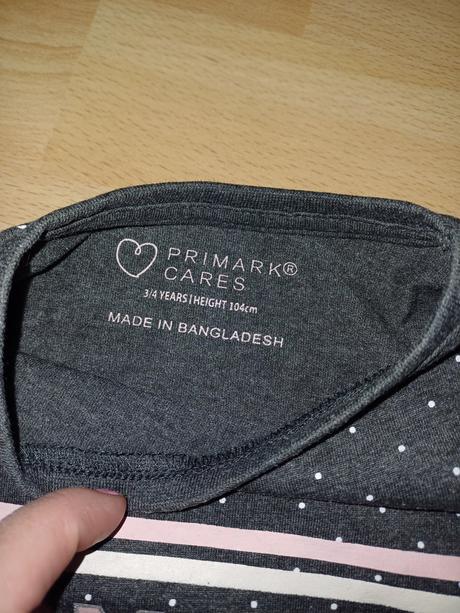 PRIMARK®
CARES
3/4 YEARS|HEIGHT 104cm
MADE IN BANGLADESH